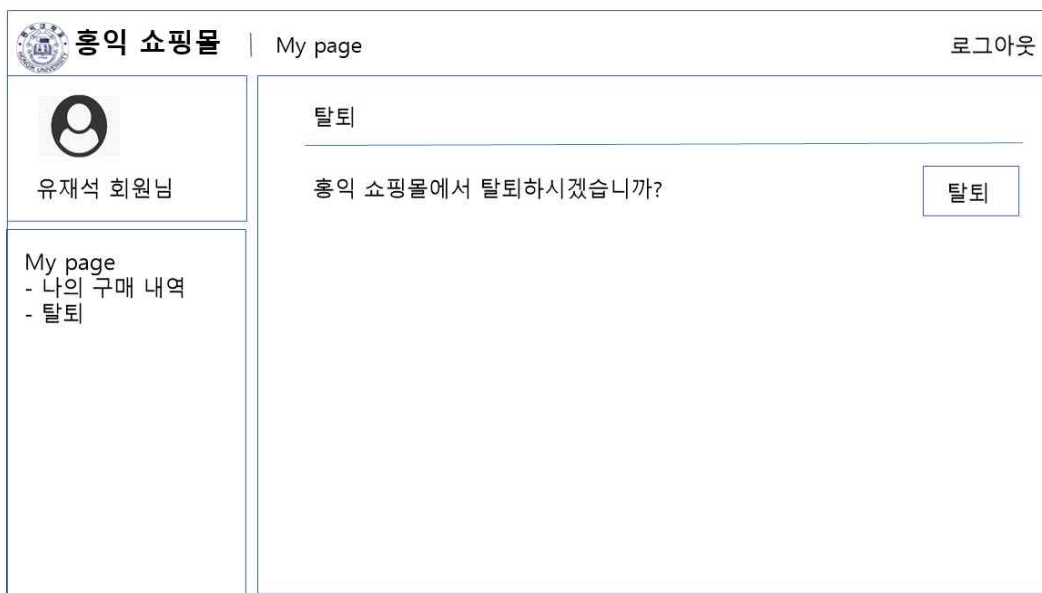 홍익 쇼핑몰 | My page
로그아웃
유재석 회원님
My page
- 나의 구매 내역
- 탈퇴
탈퇴
홍익 쇼핑몰에서 탈퇴하시겠습니까?
탈퇴